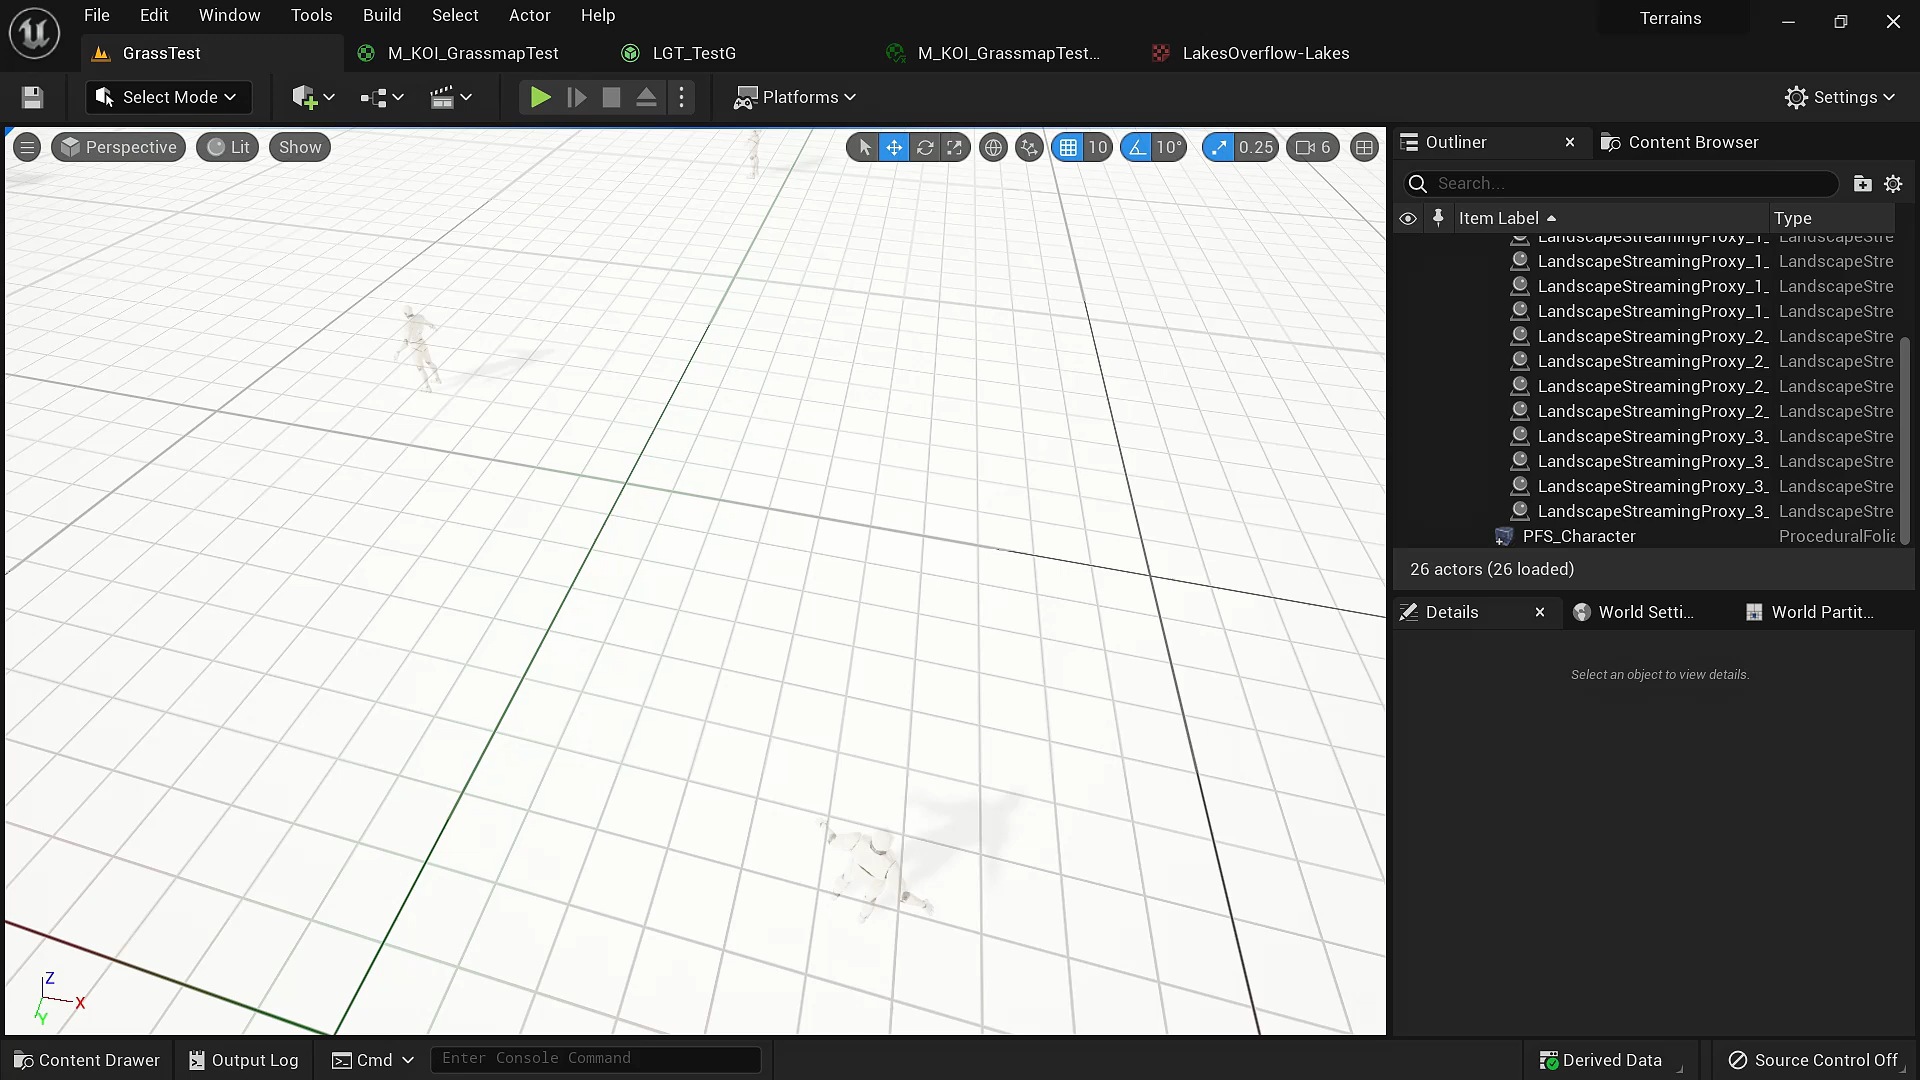 File Edit Window Tools Build Select Actor Help
Terrains
GrassTest
M_KOI_GrassmapTest
LGT_TestG
M_KOI_GrassmapTest...
LakesOverflow-Lakes
Select Mode
Platforms
Settings
Perspective
Lit
Show
10
10°
0.25
6
Outliner
Content Browser
Search...
Item Label
Type
LandscapeStreamingProxy_1_ LandscapeStre
LandscapeStreamingProxy_1_ LandscapeStre
LandscapeStreamingProxy_1_ LandscapeStre
LandscapeStreamingProxy_1_ LandscapeStre
LandscapeStreamingProxy_2_ LandscapeStre
LandscapeStreamingProxy_2_ LandscapeStre
LandscapeStreamingProxy_2_ LandscapeStre
LandscapeStreamingProxy_2_ LandscapeStre
LandscapeStreamingProxy_3_ LandscapeStre
LandscapeStreamingProxy_3_ LandscapeStre
LandscapeStreamingProxy_3_ LandscapeStre
LandscapeStreamingProxy_3_ LandscapeStre
PFS_Character ProceduralFolia
26 actors (26 loaded)
Details
World Setti...
World Partit...
Select an object to view details.
Z
X
Y
Content Drawer
Output Log
Cmd
Enter Console Command
Derived Data
Source Control Off